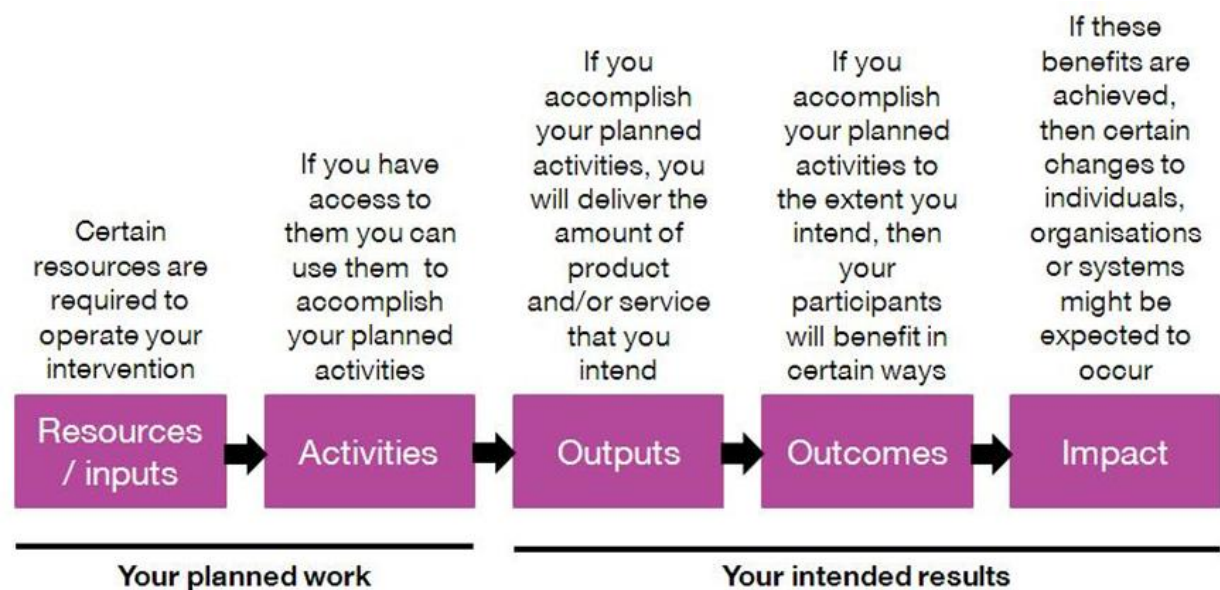 Certain
resources are
required to
operate your
intervention
If you have
access to
them you can
use them to
accomplish
your planned
activities
If you
accomplish
your planned
activities, you
will deliver the
amount of
product
and/or service
that you
intend
If you
accomplish
your planned
activities to
the extent you
intend, then
your
participants
will benefit in
certain ways
If these
benefits are
achieved,
then certain
changes to
individuals,
organisations
or systems
might be
expected to
occur
Resources
/ inputs
Activities
Outputs
Outcomes
Impact
Your planned work
Your intended results